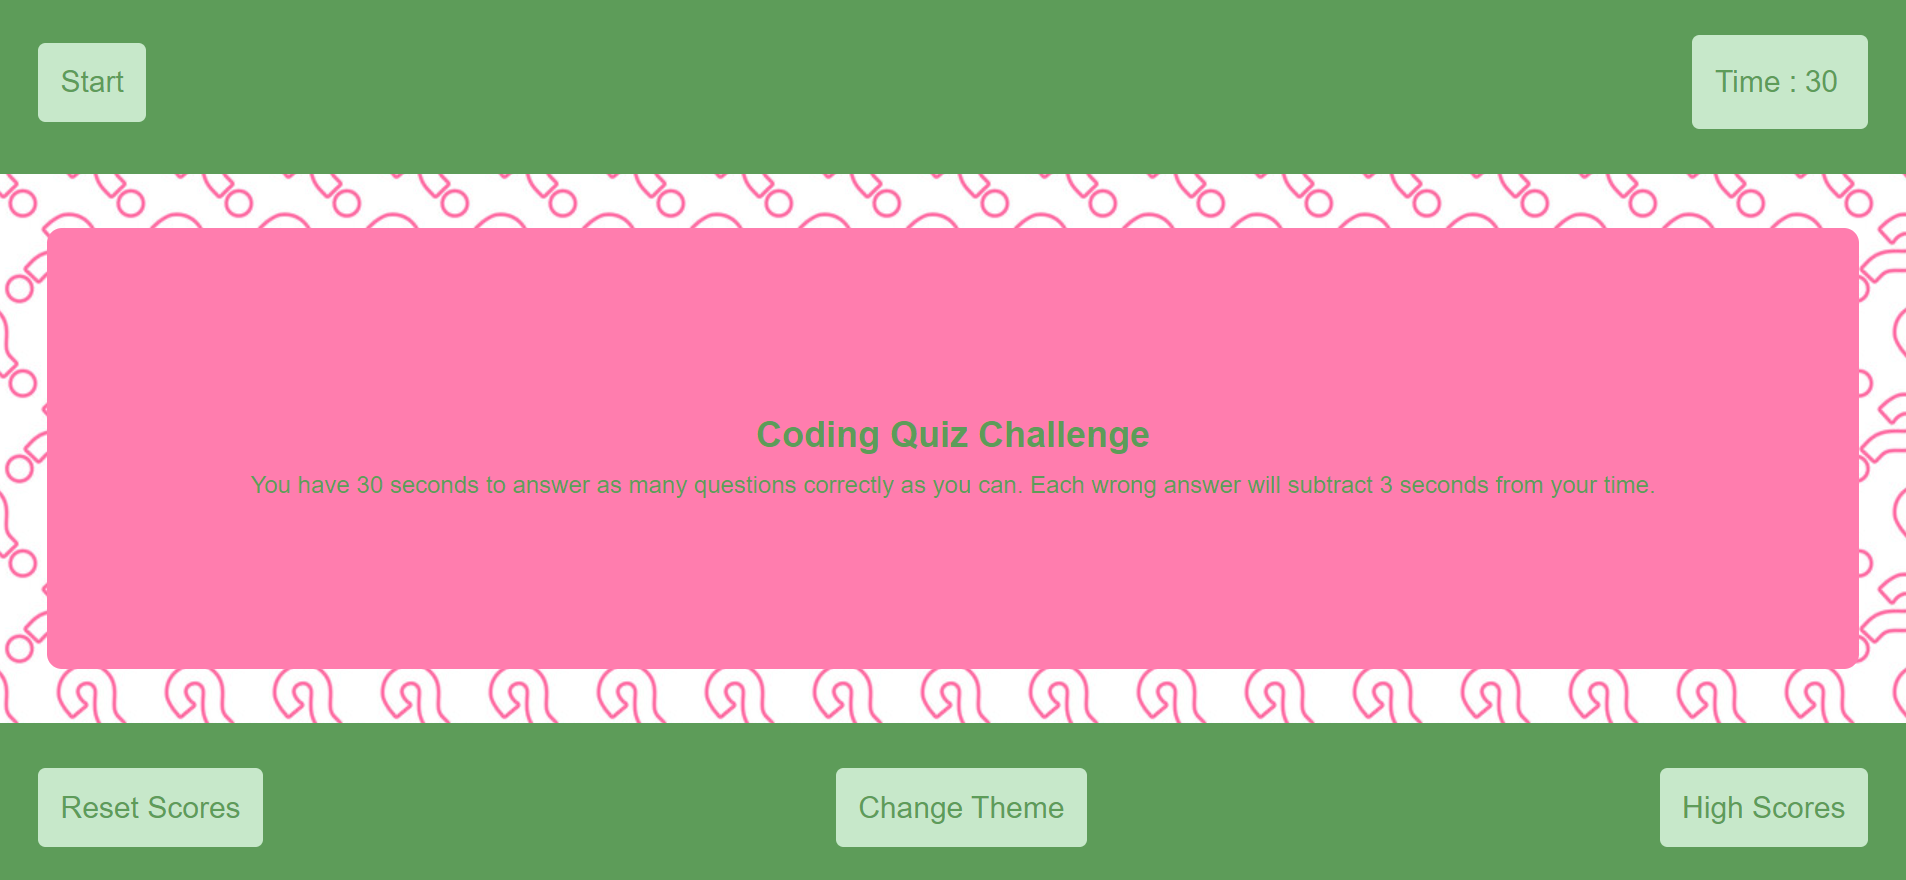 Start
Time : 30
Coding Quiz Challenge
You have 30 seconds to answer as many questions correctly as you can. Each wrong answer will subtract 3 seconds from your time.
Reset Scores
Change Theme
High Scores